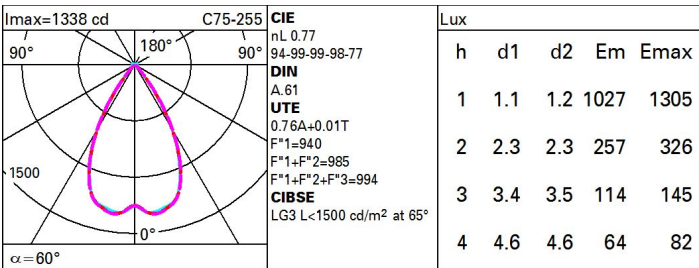 Imax=1338 cd C75-255
90° 180° 90°
1500
0°
α=60°
CIE
nL 0.77
94-99-99-98-77
DIN
A.61
UTE
0.76A+0.01T
F"1=940
F"1+F"2=985
F"1+F"2+F"3=994
CIBSE
LG3 L<1500 cd/m² at 65°
Lux
h d1 d2 Em Emax
1 1.1 1.2 1027 1305
2 2.3 2.3 257 326
3 3.4 3.5 114 145
4 4.6 4.6 64 82